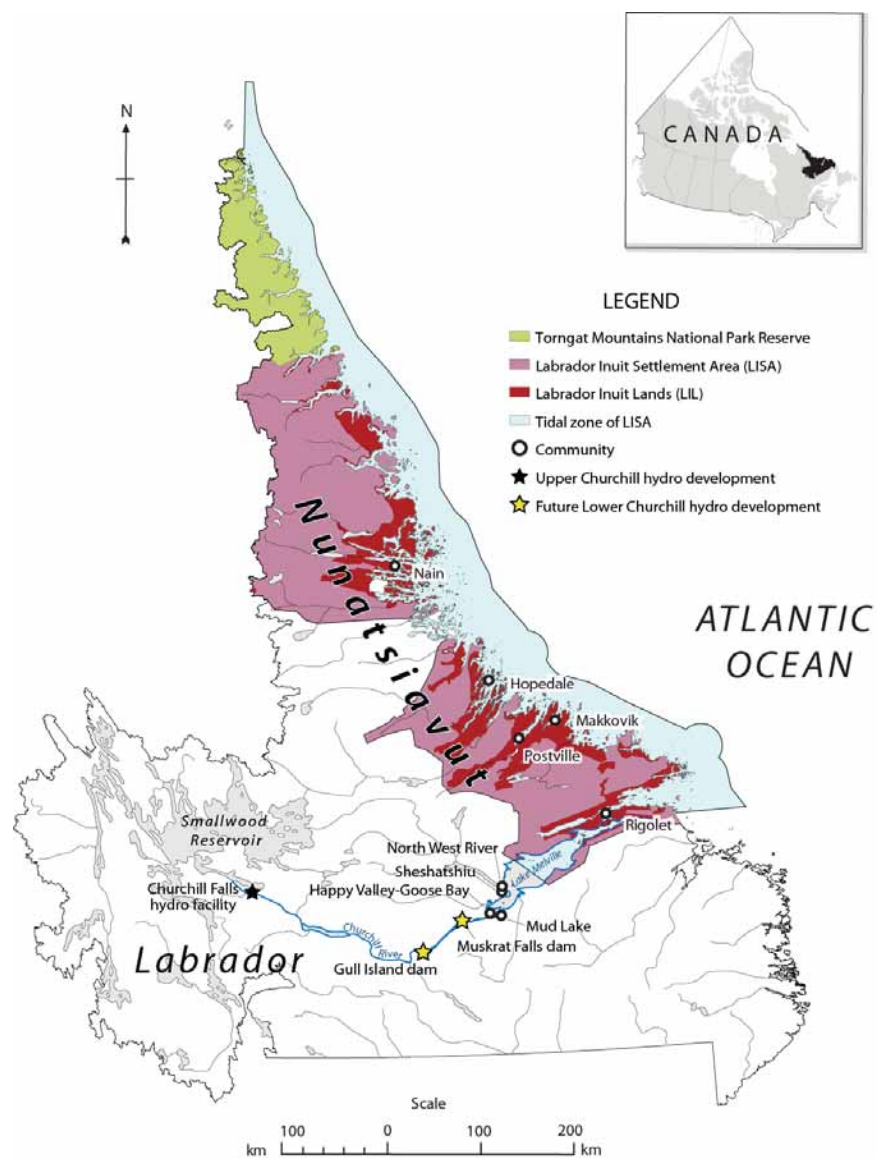 N
CANADA
LEGEND
Torngat Mountains National Park Reserve
Labrador Inuit Settlement Area (LISA)
Labrador Inuit Lands (LIL)
Tidal zone of LISA
Community
Upper Churchill hydro development
Future Lower Churchill hydro development
Nunatsiavut
Nain
ATLANTIC
OCEAN
Hopedale
Makkovik
Postville
Rigolet
Smallwood
Reservoir
North West River
Sheshatshiu
Happy Valley-Goose Bay
Lake Melville
Churchill Falls
hydro facility
Churchill
River
Mud Lake
Muskrat Falls dam
Gull Island dam
Labrador
Scale
100 0 100 200
km km